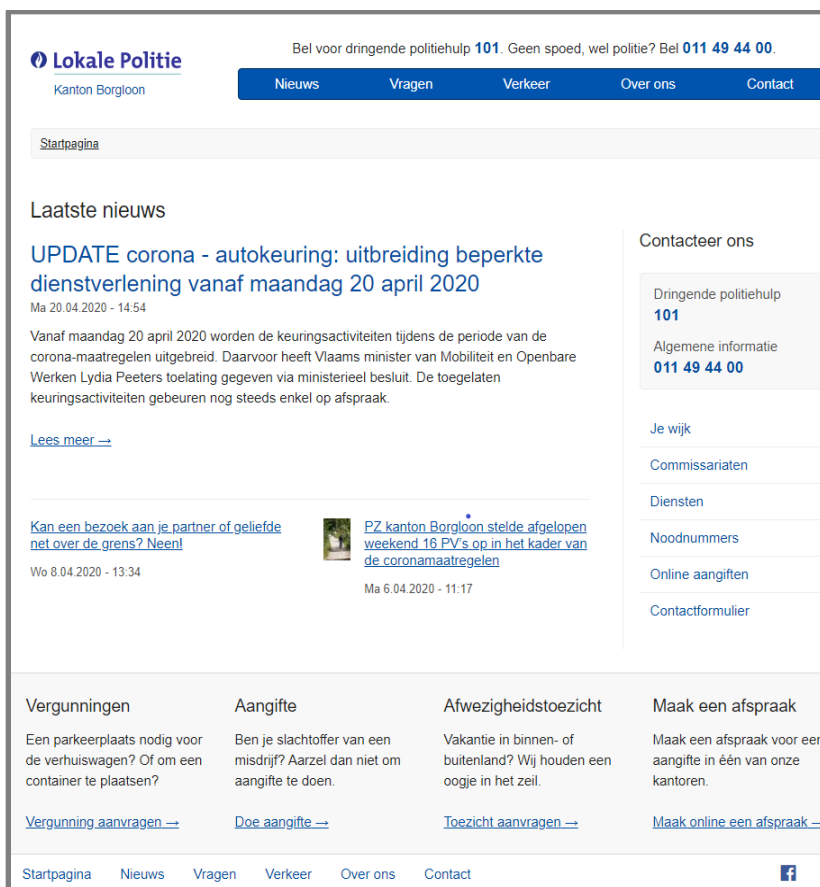 Lokale Politie
Kanton Borgloon
Bel voor dringende politiehulp 101. Geen spoed, wel politie? Bel 011 49 44 00.
Nieuws Vragen Verkeer Over ons Contact
Startpagina
Laatste nieuws
UPDATE corona - autokeuring: uitbreiding beperkte
dienstverlening vanaf maandag 20 april 2020
Ma 20.04.2020 - 14:54
Vanaf maandag 20 april 2020 worden de keuringsactiviteiten tijdens de periode van de
corona-maatregelen uitgebreid. Daarvoor heeft Vlaams minister van Mobiliteit en Openbare
Werken Lydia Peeters toelating gegeven via ministerieel besluit. De toegelaten
keuringsactiviteiten gebeuren nog steeds enkel op afspraak.
Lees meer →
Kan een bezoek aan je partner of geliefde
net over de grens? Neen!
Wo 8.04.2020 - 13:34
PZ kanton Borgloon stelde afgelopen
weekend 16 PV's op in het kader van
de coronamaatregelen
Ma 6.04.2020 - 11:17
Contacteer ons
Dringende politiehulp
101
Algemene informatie
011 49 44 00
Je wijk
Commissariaten
Diensten
Noodnummers
Online aangiften
Contactformulier
Vergunningen
Een parkeerplaats nodig voor
de verhuiswagen? Of om een
container te plaatsen?
Vergunning aanvragen →
Aangifte
Ben je slachtoffer van een
misdrijf? Aarzel dan niet om
aangifte te doen.
Doe aangifte →
Afwezigheidstoezicht
Vakantie in binnen- of
buitenland? Wij houden een
oogje in het zeil.
Toezicht aanvragen →
Maak een afspraak
Maak een afspraak voor een
aangifte in één van onze
kantoren.
Maak online een afspraak →
Startpagina Nieuws Vragen Verkeer Over ons Contact